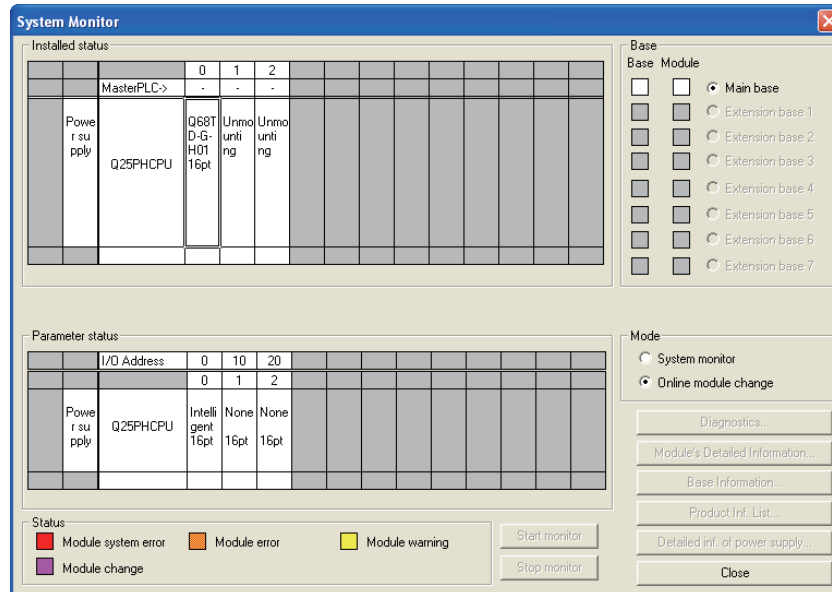 System Monitor
Installed status
0 1 2
MasterPLC-> - - -
Powe
r su
pply
Q25PHCPU
Q68T
D-G-
H01
16pt
Unmo
unti
ng
Unmo
unti
ng
Base
Base Module
Main base
Extension base 1
Extension base 2
Extension base 3
Extension base 4
Extension base 5
Extension base 6
Extension base 7
Parameter status
I/O Address 0 10 20
0 1 2
Powe
r su
pply
Q25PHCPU
Intelli
gent
16pt
None
16pt
None
16pt
Mode
System monitor
Online module change
Diagnostics...
Module's Detailed Information...
Base Information...
Product Inf. List...
Detailed inf. of power supply...
Close
Status
Module system error
Module error
Module warning
Module change
Start monitor
Stop monitor